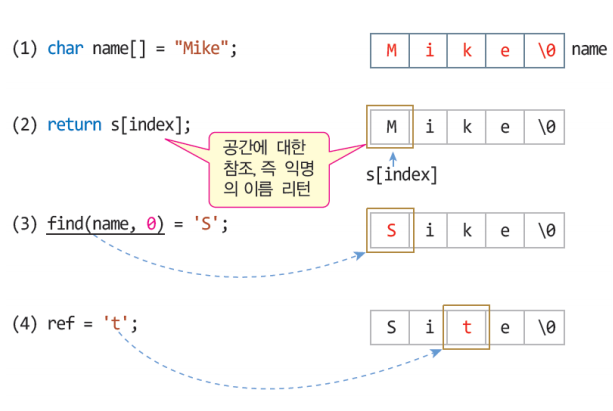 (1) char name[] = "Mike";
M i k e \0 name
(2) return s[index];
M i k e \0
공간에 대한
참조, 즉 익명
의 이름 리턴
s[index]
(3) find(name, 0) = 'S';
S i k e \0
(4) ref = 't';
S i t e \0